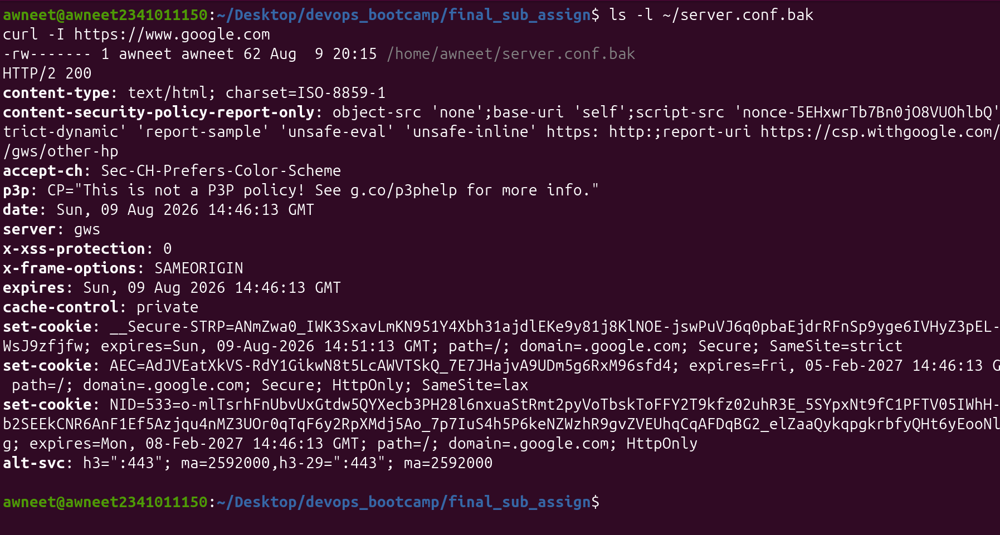 awneet@awneet2341011150:~/Desktop/devops_bootcamp/final_sub_assign$ ls -l ~/server.conf.bak
curl -I https://www.google.com
-rw------- 1 awneet awneet 62 Aug  9 20:15 /home/awneet/server.conf.bak
HTTP/2 200
content-type: text/html; charset=ISO-8859-1
content-security-policy-report-only: object-src 'none';base-uri 'self';script-src 'nonce-5EHxwrTb7Bn0jO8VUOhlbQ'
trict-dynamic' 'report-sample' 'unsafe-eval' 'unsafe-inline' https: http:;report-uri https://csp.withgoogle.com/
/gws/other-hp
accept-ch: Sec-CH-Prefers-Color-Scheme
p3p: CP="This is not a P3P policy! See g.co/p3phelp for more info."
date: Sun, 09 Aug 2026 14:46:13 GMT
server: gws
x-xss-protection: 0
x-frame-options: SAMEORIGIN
expires: Sun, 09 Aug 2026 14:46:13 GMT
cache-control: private
set-cookie: __Secure-STRP=ANmZwa0_IWK3SxavLmKN951Y4Xbh31ajdlEKe9y81j8KlNOE-jswPuVJ6q0pbaEjdrRFnSp9yge6IVHyZ3pEL-
WsJ9zfjfw; expires=Sun, 09-Aug-2026 14:51:13 GMT; path=/; domain=.google.com; Secure; SameSite=strict
set-cookie: AEC=AdJVEatXkVS-RdY1GikwN8t5LcAWVTSkQ_7E7JHajvA9UDm5g6RxM96sfd4; expires=Fri, 05-Feb-2027 14:46:13 G
 path=/; domain=.google.com; Secure; HttpOnly; SameSite=lax
set-cookie: NID=533=o-mlTsrhFnUbvUxGtdw5QYXecb3PH28l6nxuaStRmt2pyVoTbskToFFY2T9kfz02uhR3E_5SYpxNt9fC1PFTV05IWhH-
b2SEEkCNR6AnF1Ef5Azjqu4nMZ3UOr0qTqF6y2RpXMdj5Ao_7p7IuS4h5P6keNZWzhR9gvZVEUhqCqAFDqBG2_elZaaQykqpgkrbfyQHt6yEooNl
g; expires=Mon, 08-Feb-2027 14:46:13 GMT; path=/; domain=.google.com; HttpOnly
alt-svc: h3=":443"; ma=2592000,h3-29=":443"; ma=2592000
awneet@awneet2341011150:~/Desktop/devops_bootcamp/final_sub_assign$